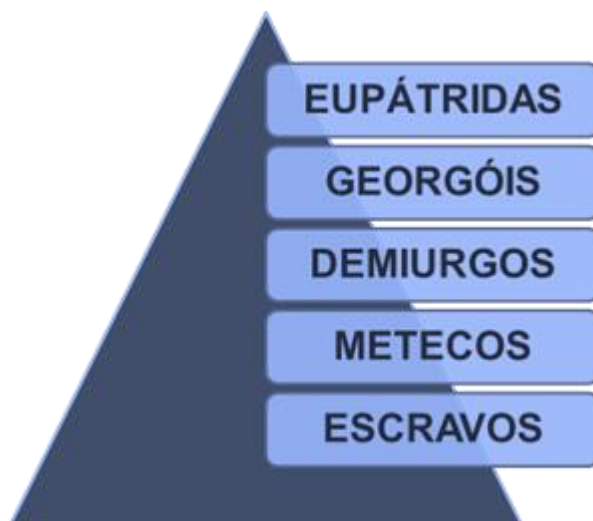 EUPÁTRIDAS
GEORGÓIS
DEMIURGOS
METECOS
ESCRAVOS